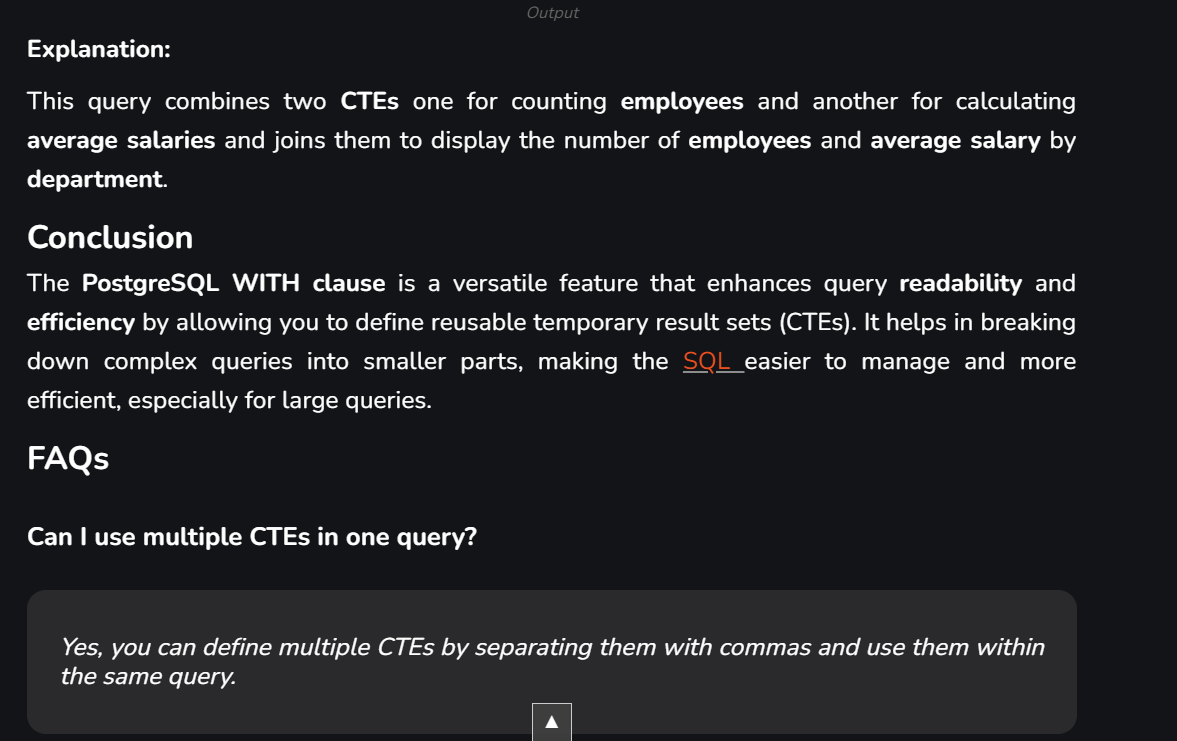 Output
Explanation:
This query combines two CTEs one for counting employees and another for calculating
average salaries and joins them to display the number of employees and average salary by
department.
Conclusion
The PostgreSQL WITH clause is a versatile feature that enhances query readability and
efficiency by allowing you to define reusable temporary result sets (CTEs). It helps in breaking
down complex queries into smaller parts, making the SQL easier to manage and more
efficient, especially for large queries.
FAQs
Can I use multiple CTEs in one query?
Yes, you can define multiple CTEs by separating them with commas and use them within
the same query.